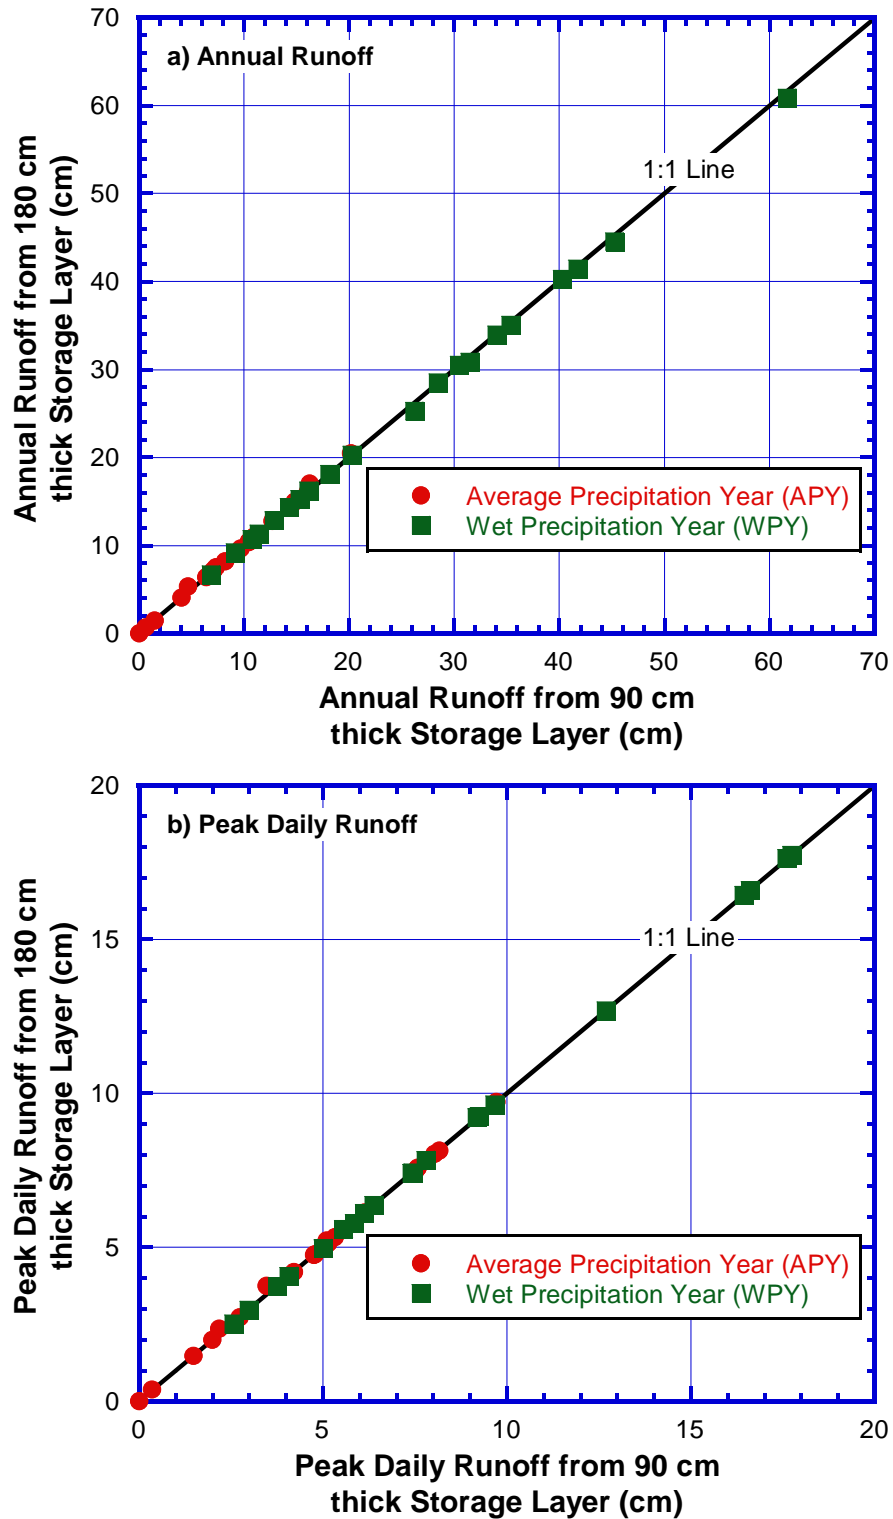 70
a) Annual Runoff
60
1:1 Line
50
40
30
20
10
0
Annual Runoff from 180 cm
thick Storage Layer (cm)
Average Precipitation Year (APY)
Wet Precipitation Year (WPY)
0 10 20 30 40 50 60 70
Annual Runoff from 90 cm
thick Storage Layer (cm)
20
b) Peak Daily Runoff
15
1:1 Line
10
5
0
Peak Daily Runoff from 180 cm
thick Storage Layer (cm)
Average Precipitation Year (APY)
Wet Precipitation Year (WPY)
0 5 10 15 20
Peak Daily Runoff from 90 cm
thick Storage Layer (cm)